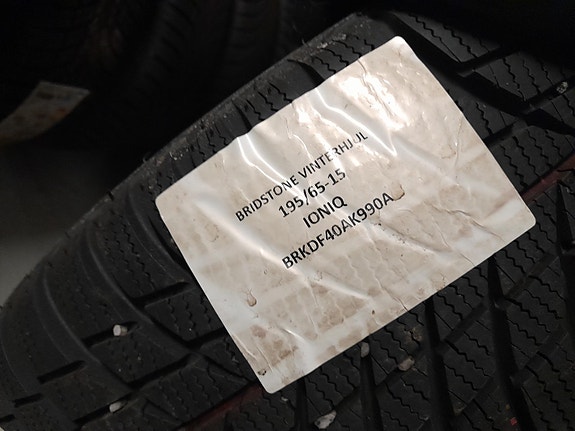 BRIDSTONE VINTERHJUL
195/65-15
IONIQ
BRKDF40AK990A